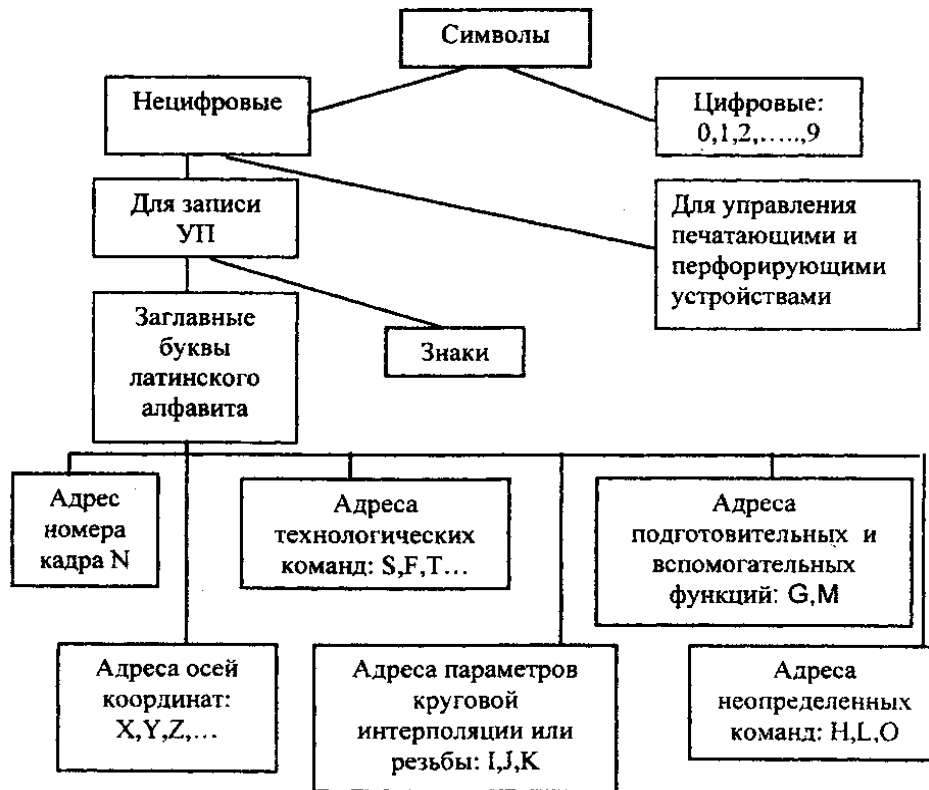 Символы
Нецифровые
Цифровые:
0,1,2,.....,9
Для записи
УП
Для управления
печатающими и
перфорирующими
устройствами
Заглавные
буквы
латинского
алфавита
Знаки
Адрес
номера
кадра N
Адреса
технологических
команд: S,F,T...
Адреса
подготовительных и
вспомогательных
функций: G,M
Адреса осей
координат:
X,Y,Z,...
Адреса параметров
круговой
интерполяции или
резьбы: I,J,K
Адреса
неопределенных
команд: H,L,O